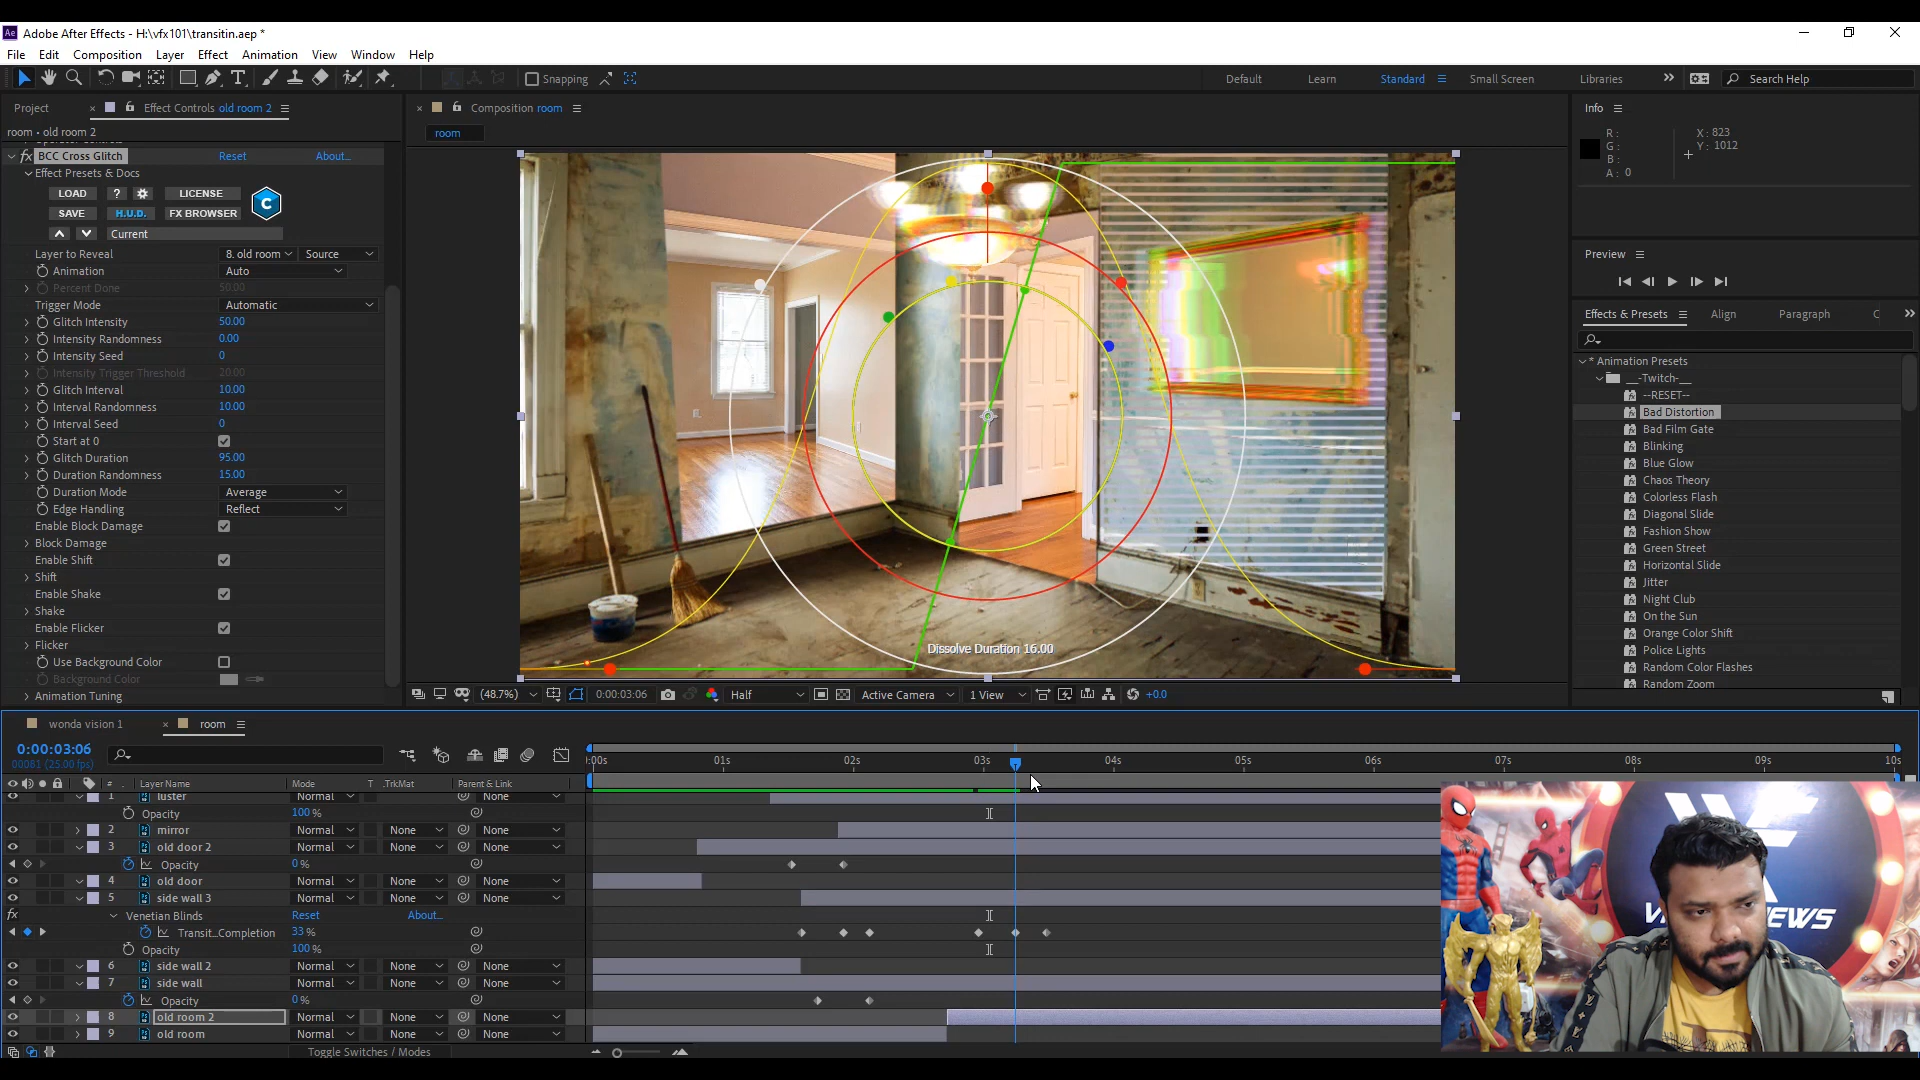 Ae Adobe After Effects - H:\vfx101\transitin.aep *
File Edit Composition Layer Effect Animation View Window Help
Snapping
Default Learn Standard Small Screen Libraries Search Help
Project Effect Controls old room 2
Composition room
Info
room • old room 2
room
R: X: 823
G: Y: 1012
B:
A: 0
BCC Cross Glitch Reset About...
Effect Presets & Docs
LOAD ? LICENSE
SAVE H.U.D. FX BROWSER
Current
Layer to Reveal 8. old room Source
Animation Auto
Percent Done 50.00
Trigger Mode Automatic
Glitch Intensity 50.00
Intensity Randomness 0.00
Intensity Seed 0
Intensity Trigger Threshold 20.00
Glitch Interval 10.00
Interval Randomness 10.00
Interval Seed 0
Start at 0
Glitch Duration 95.00
Duration Randomness 15.00
Duration Mode Average
Edge Handling Reflect
Enable Block Damage
Block Damage
Enable Shift
Shift
Enable Shake
Shake
Enable Flicker
Flicker
Use Background Color
Background Color
Animation Tuning
Dissolve Duration 16.00
(48.7%) 0:00:03:06 Half Active Camera 1 View +0.0
Preview
Effects & Presets Align Paragraph C
* Animation Presets
__-Twitch-__
--RESET--
Bad Distortion
Bad Film Gate
Blinking
Blue Glow
Chaos Theory
Colorless Flash
Diagonal Slide
Fashion Show
Green Street
Horizontal Slide
Jitter
Night Club
On the Sun
Orange Color Shift
Police Lights
Random Color Flashes
Random Zoom
wonda vision 1 room
0:00:03:06
00081 (25.00 fps)
:00s 01s 02s 03s 04s 05s 06s 07s 08s 09s 10s
# Layer Name Mode T .TrkMat Parent & Link
1 luster Normal None
Opacity 100 %
2 mirror Normal None None
3 old door 2 Normal None None
Opacity 0 %
4 old door Normal None None
5 side wall 3 Normal None None
fx Venetian Blinds Reset About...
Transit...Completion 33 %
Opacity 100 %
6 side wall 2 Normal None None
7 side wall Normal None None
Opacity 0 %
8 old room 2 Normal None None
9 old room Normal None None
Toggle Switches / Modes
EWS